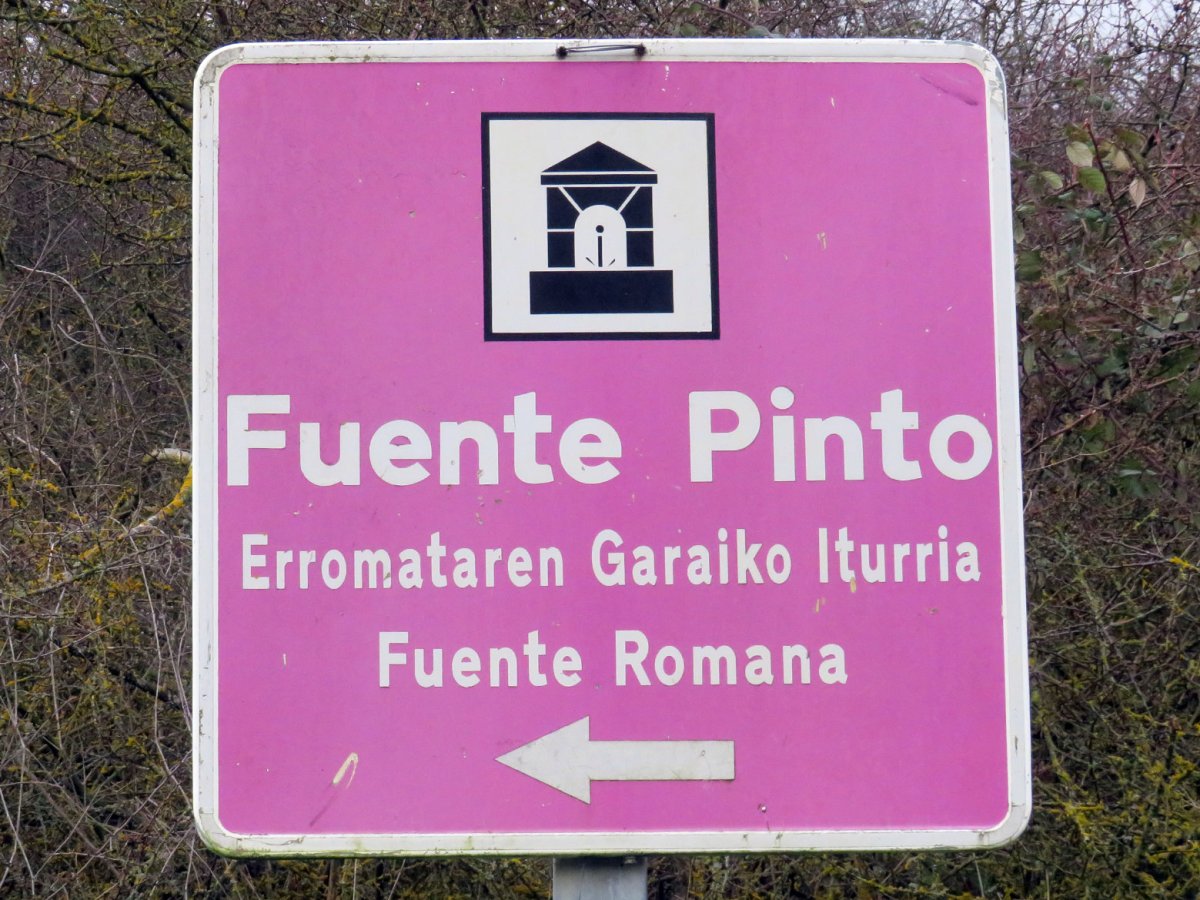 Fuente Pinto
Erromataren Garaiko Iturria
Fuente Romana